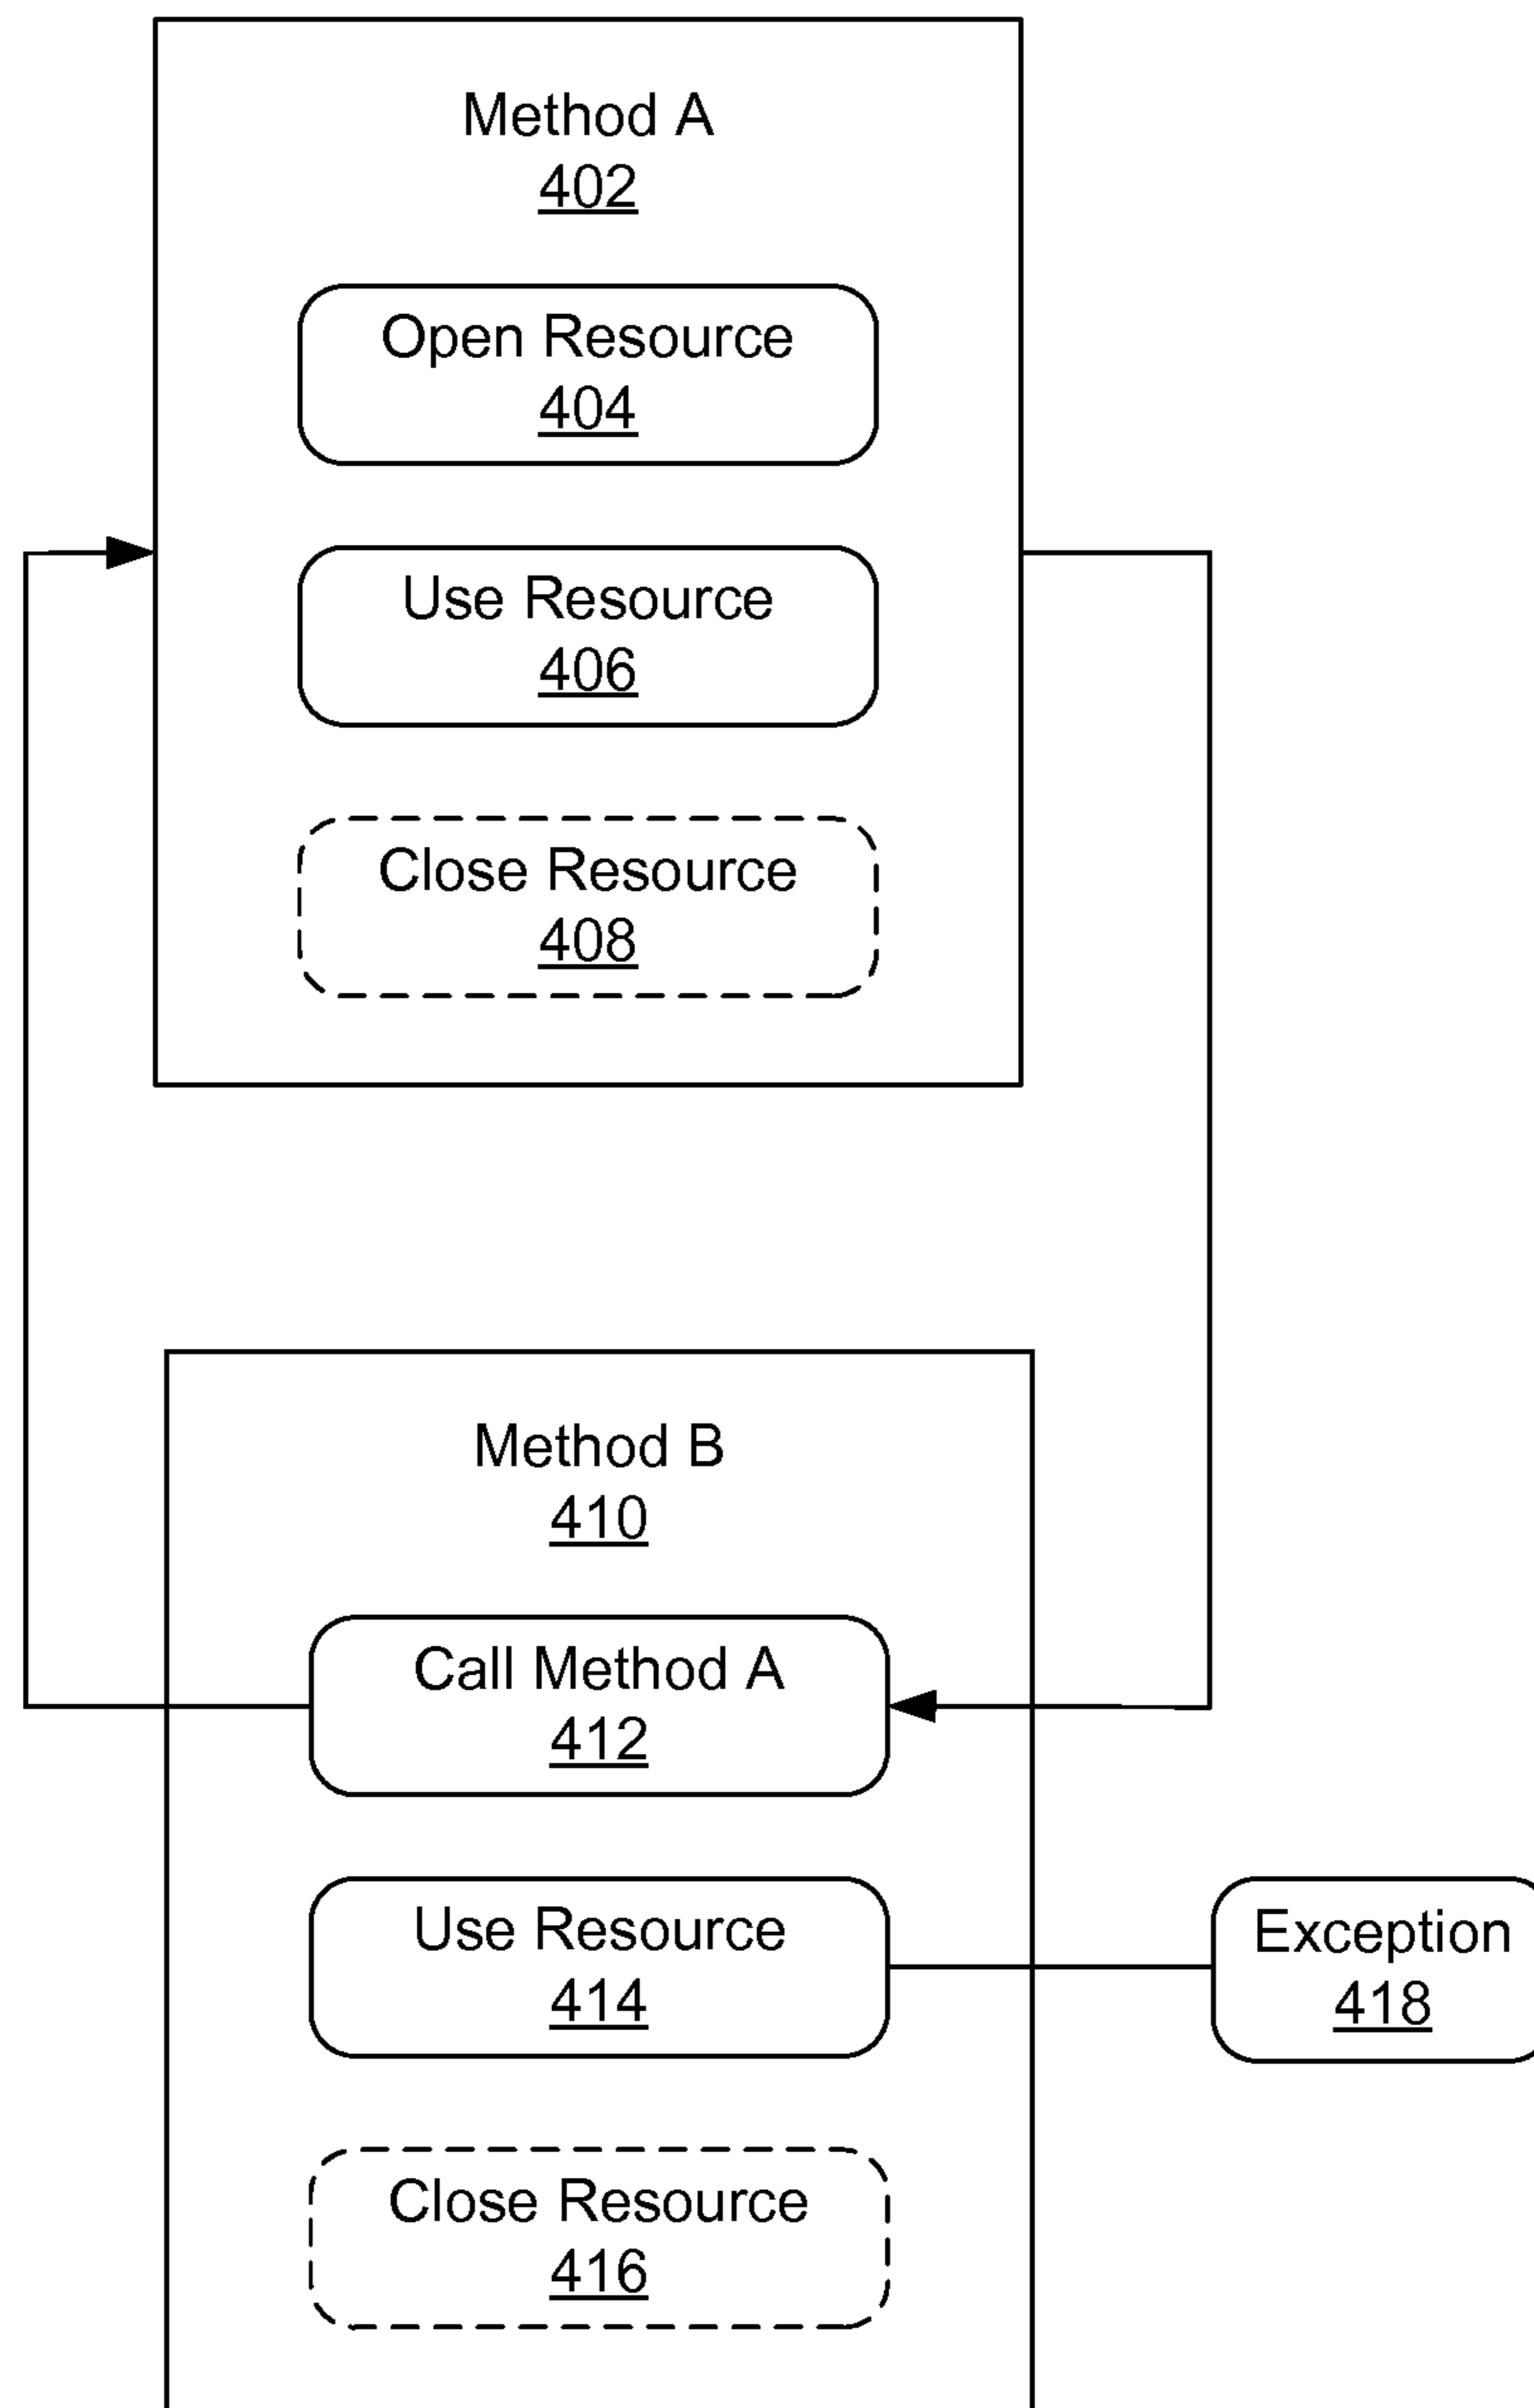 Method A
402
Open Resource
404
Use Resource
406
Close Resource
408
Method B
410
Call Method A
412
Use Resource
414
Exception
418
Close Resource
416